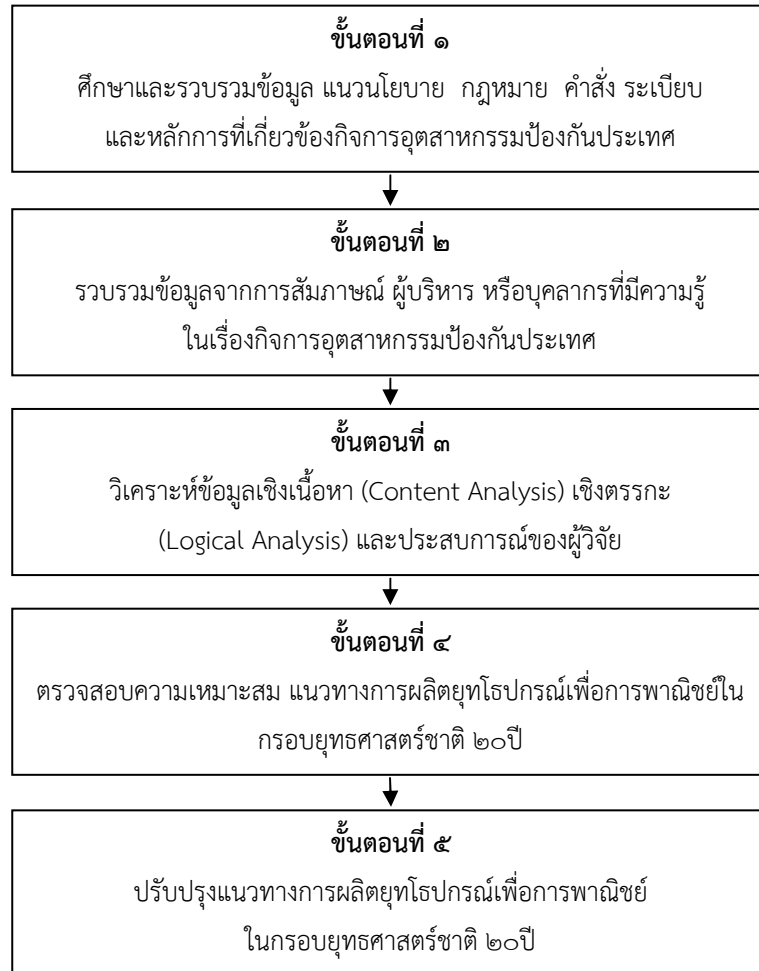 ขั้นตอนที่ ๑
ศึกษาและรวบรวมข้อมูล แนวนโยบาย กฎหมาย คำสั่ง ระเบียบ
และหลักการที่เกี่ยวข้องกิจการอุตสาหกรรมป้องกันประเทศ
ขั้นตอนที่ ๒
รวบรวมข้อมูลจากการสัมภาษณ์ ผู้บริหาร หรือบุคลากรที่มีความรู้
ในเรื่องกิจการอุตสาหกรรมป้องกันประเทศ
ขั้นตอนที่ ๓
วิเคราะห์ข้อมูลเชิงเนื้อหา (Content Analysis) เชิงตรรกะ
(Logical Analysis) และประสบการณ์ของผู้วิจัย
ขั้นตอนที่ ๔
ตรวจสอบความเหมาะสม แนวทางการผลิตยุทโธปกรณ์เพื่อการพาณิชย์ใน
กรอบยุทธศาสตร์ชาติ ๒๐ปี
ขั้นตอนที่ ๕
ปรับปรุงแนวทางการผลิตยุทโธปกรณ์เพื่อการพาณิชย์
ในกรอบยุทธศาสตร์ชาติ ๒๐ปี